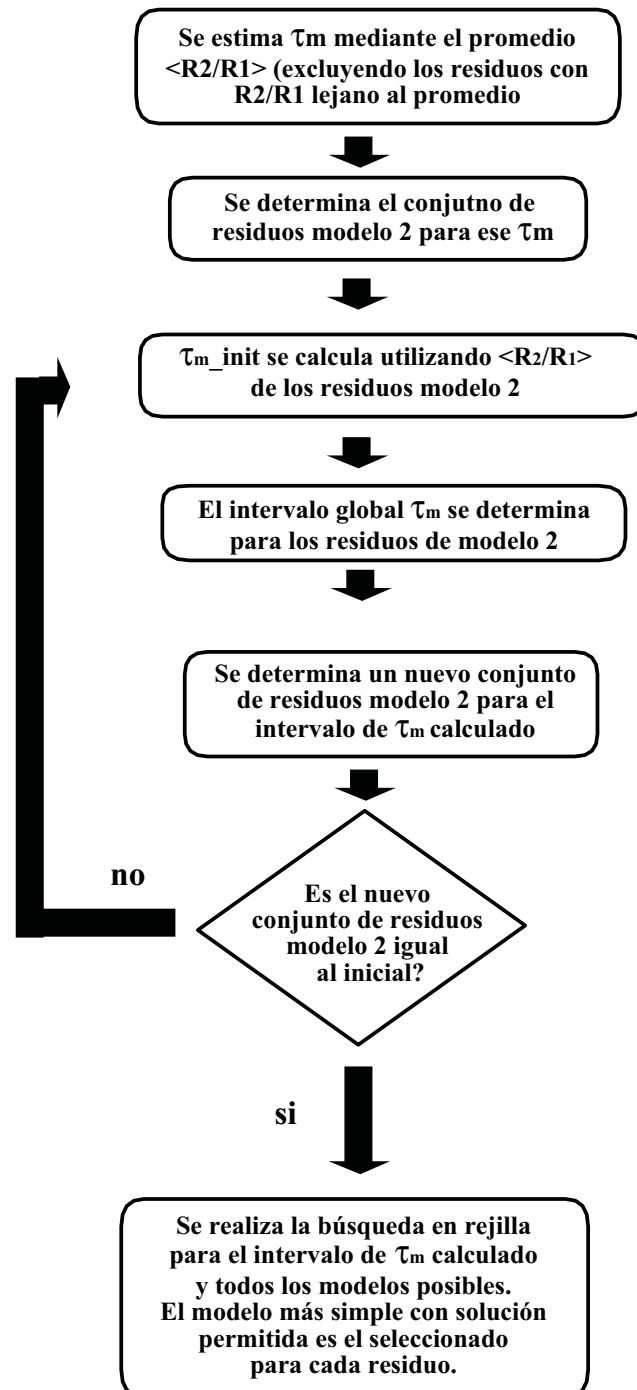 Se estima τm mediante el promedio
<R2/R1> (excluyendo los residuos con
R2/R1 lejano al promedio
Se determina el conjutno de
residuos modelo 2 para ese τm
τm_init se calcula utilizando <R2/R1>
de los residuos modelo 2
El intervalo global τm se determina
para los residuos de modelo 2
Se determina un nuevo conjunto
de residuos modelo 2 para el
intervalo de τm calculado
no
Es el nuevo
conjunto de residuos
modelo 2 igual
al inicial?
si
Se realiza la búsqueda en rejilla
para el intervalo de τm calculado
y todos los modelos posibles.
El modelo más simple con solución
permitida es el seleccionado
para cada residuo.